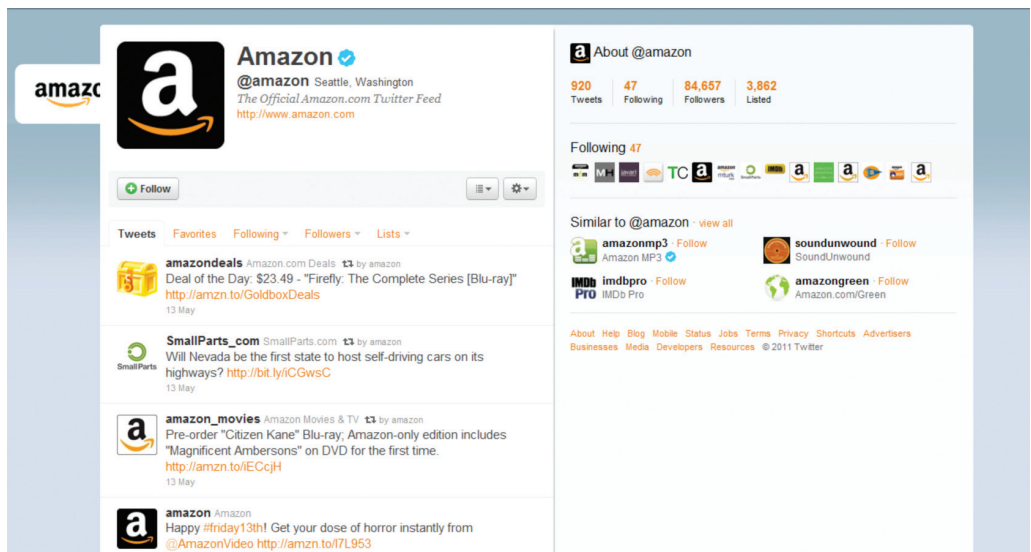 amazo
a
Amazon
@amazon Seattle, Washington
The Official Amazon.com Twitter Feed
http://www.amazon.com
Follow
Tweets Favorites Following Followers Lists
azamondeals Amazon.com Deals by amazon
Deal of the Day: $23.49 - "Firefly: The Complete Series [Blu-ray]"
http://amzn.to/GoldboxDeals
13 May
SmallParts
SmallParts_com SmallParts.com by amazon
Will Nevada be the first state to host self-driving cars on its
highways? http://bit.ly/iCGwsC
13 May
a
amazon_movies Amazon Movies & TV by amazon
Pre-order "Citizen Kane" Blu-ray; Amazon-only edition includes
"Magnificent Ambersons" on DVD for the first time.
http://amzn.to/iECcjH
13 May
a
amazon Amazon
Happy #friday13th! Get your dose of horror instantly from
@AmazonVideo http://amzn.to/l7L953
a About @amazon
920 47 84,657 3,862
Tweets Following Followers Listed
Following 47
MH TC a IMDb a a a
Similar to @amazon · view all
amazonmp3 · Follow
Amazon MP3
soundunwound · Follow
SoundUnwound
IMDb Pro
imdbpro · Follow
IMDb Pro
amazongreen · Follow
Amazon.com/Green
About Help Blog Mobile Status Jobs Terms Privacy Shortcuts Advertisers
Businesses Media Developers Resources © 2011 Twitter